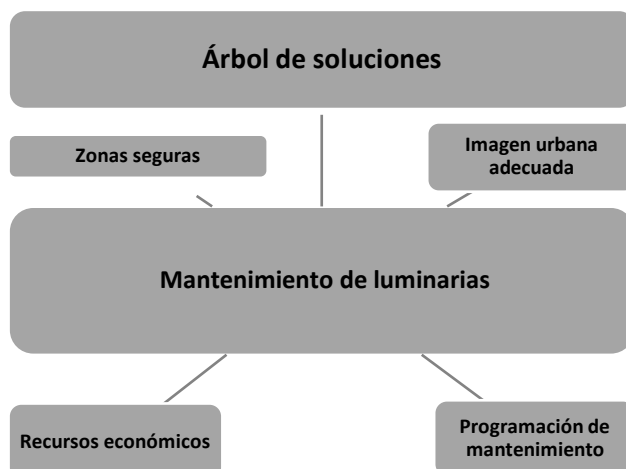 Árbol de soluciones
Zonas seguras
Imagen urbana
adecuada
Mantenimiento de luminarias
Recursos económicos
Programación de
mantenimiento